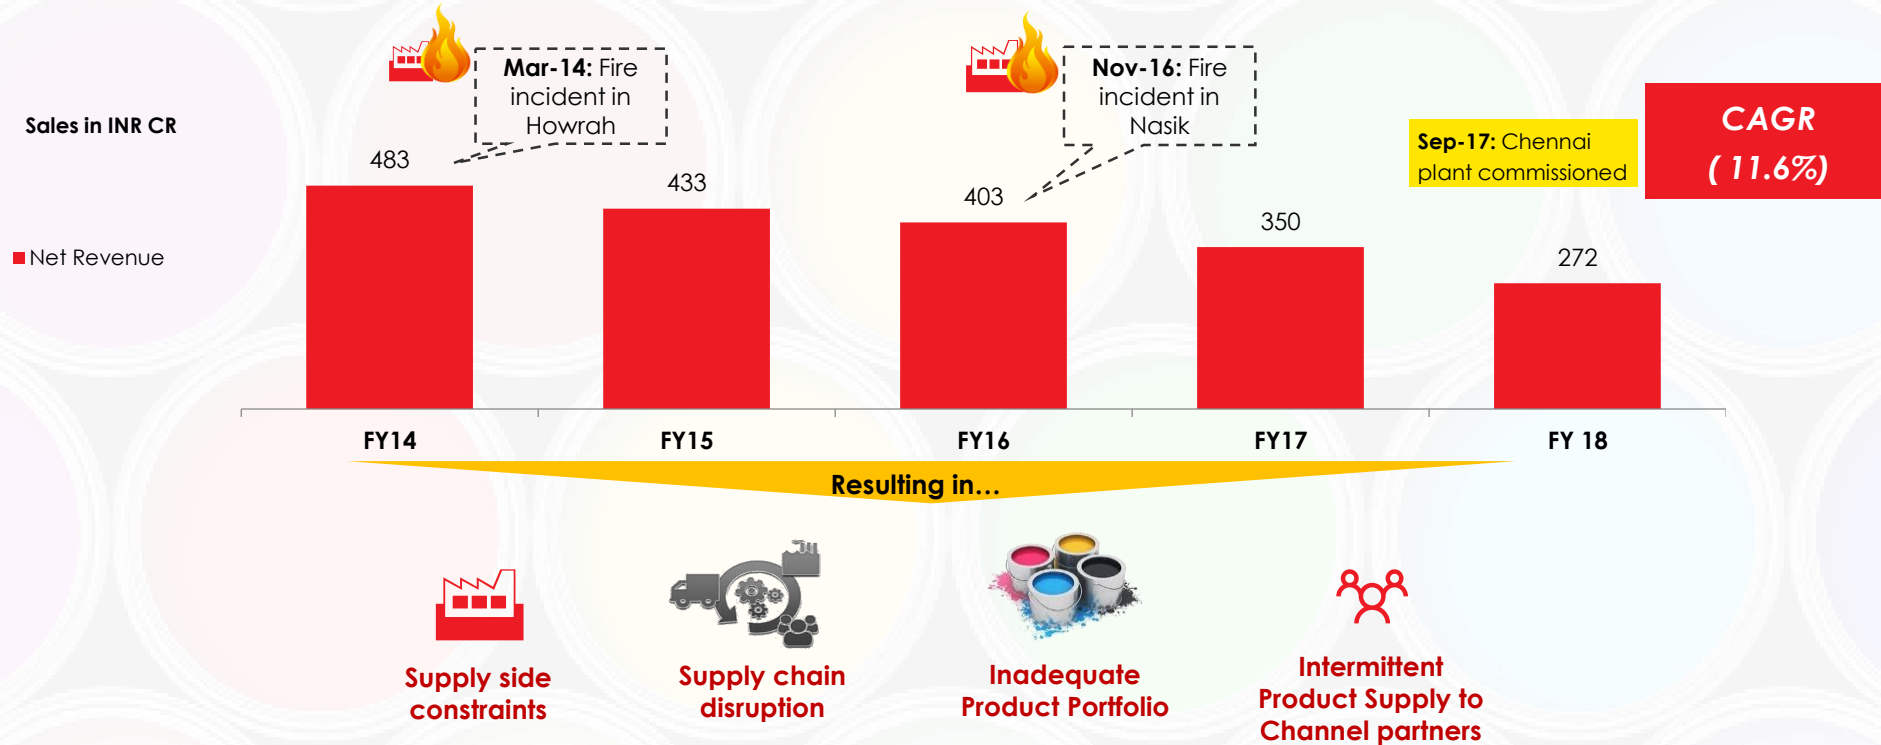 Mar-14: Fire
incident in
Howrah
Nov-16: Fire
incident in
Nasik
Sales in INR CR
Sep-17: Chennai
plant commissioned
CAGR
( 11.6%)
483
433
403
350
272
Net Revenue
FY14
FY15
FY16
FY17
FY 18
Resulting in...
Supply side
constraints
Supply chain
disruption
Inadequate
Product Portfolio
Intermittent
Product Supply to
Channel partners